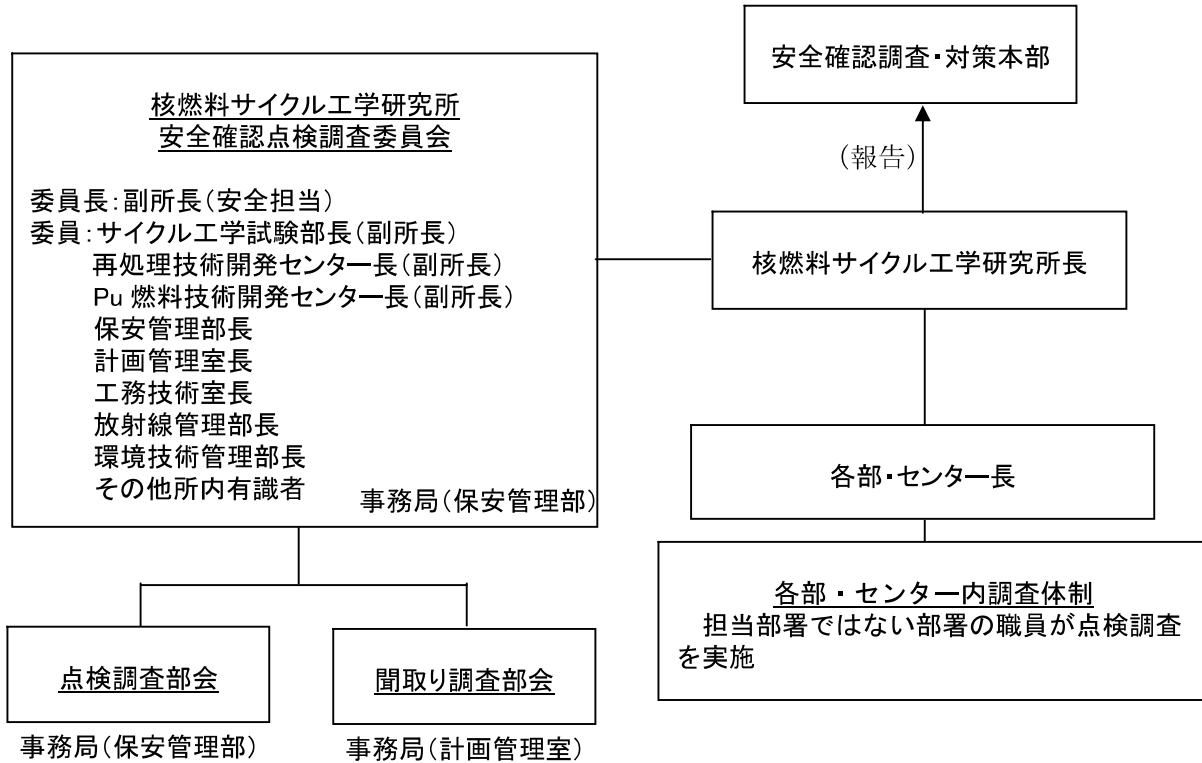 核燃料サイクル工学研究所
安全確認点検調査委員会
委員長:副所長(安全担当)
委員:サイクル工学試験部長(副所長)
再処理技術開発センター長(副所長)
Pu 燃料技術開発センター長(副所長)
保安管理部長
計画管理室長
工務技術室長
放射線管理部長
環境技術管理部長
その他所内有識者
事務局(保安管理部)
安全確認調査・対策本部
(報告)
核燃料サイクル工学研究所長
各部・センター長
各部・センター内調査体制
担当部署ではない部署の職員が点検調査
を実施
点検調査部会
事務局(保安管理部)
聞取り調査部会
事務局(計画管理室)